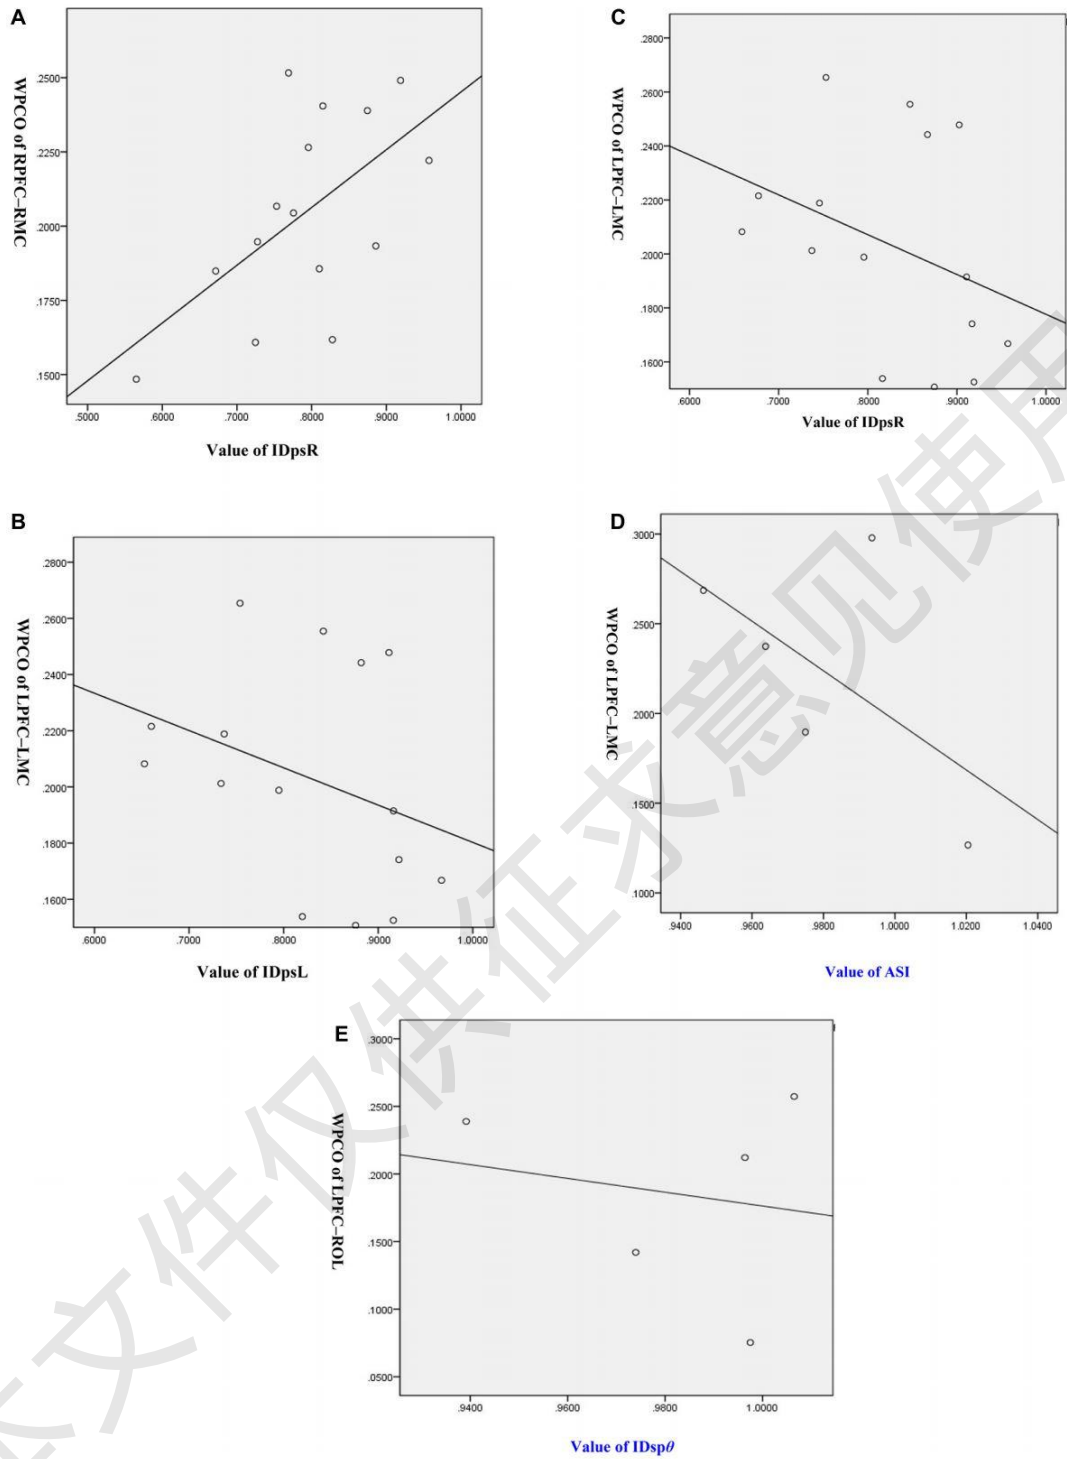 A
WPCO of RPFC–RMC
.2500
.2250
.2000
.1750
.1500
.5000 .6000 .7000 .8000 .9000 1.0000
Value of IDpsR
C
WPCO of LPFC–LMC
.2800
.2600
.2400
.2200
.2000
.1800
.1600
.6000 .7000 .8000 .9000 1.0000
Value of IDpsR
B
WPCO of LPFC–LMC
.2800
.2600
.2400
.2200
.2000
.1800
.1600
.6000 .7000 .8000 .9000 1.0000
Value of IDpsL
D
WPCO of LPFC–LMC
.3000
.2500
.2000
.1500
.1000
.9400 .9600 .9800 1.0000 1.0200 1.0400
Value of ASI
E
WPCO of LPFC–ROL
.3000
.2500
.2000
.1500
.1000
.0500
.9400 .9600 .9800 1.0000
Value of IDspθ
本文件仅供征求意见使用